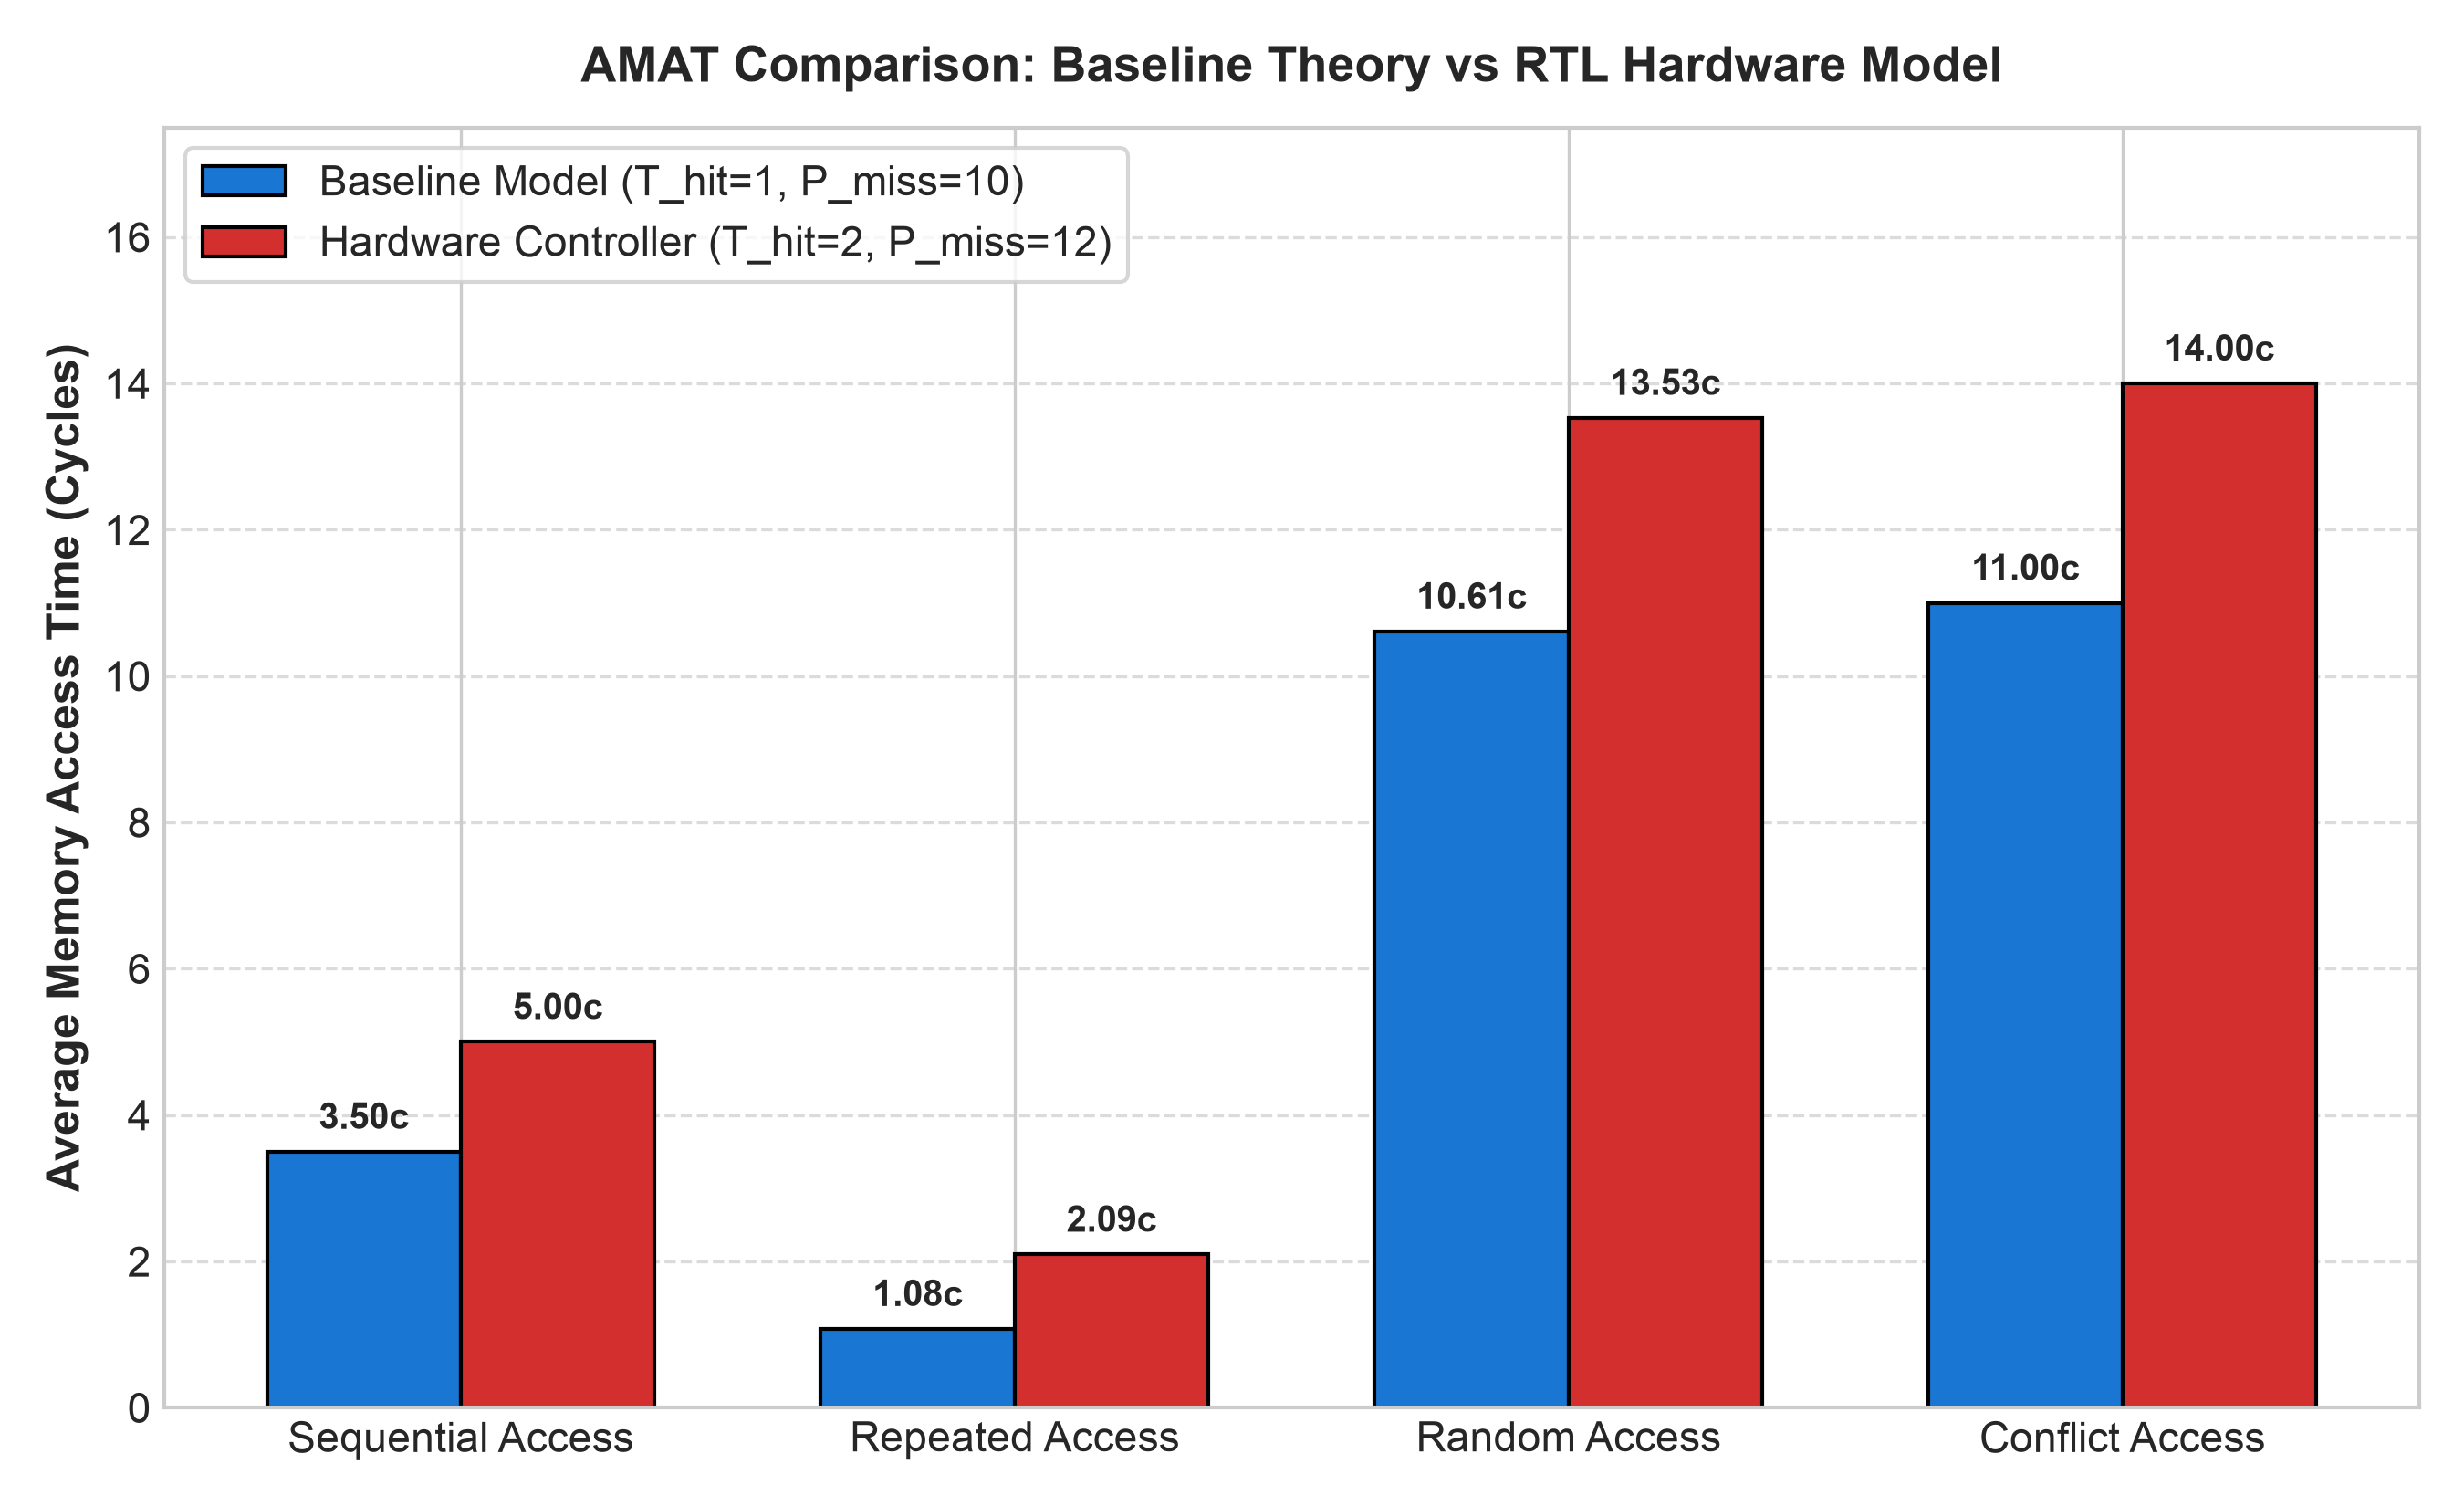 AMAT Comparison: Baseline Theory vs RTL Hardware Model
Baseline Model (T_hit=1, P_miss=10)
Hardware Controller (T_hit=2, P_miss=12)
Average Memory Access Time (Cycles)
16
14
12
10
8
6
4
2
0
3.50c
5.00c
1.08c
2.09c
10.61c
13.53c
11.00c
14.00c
Sequential Access
Repeated Access
Random Access
Conflict Access